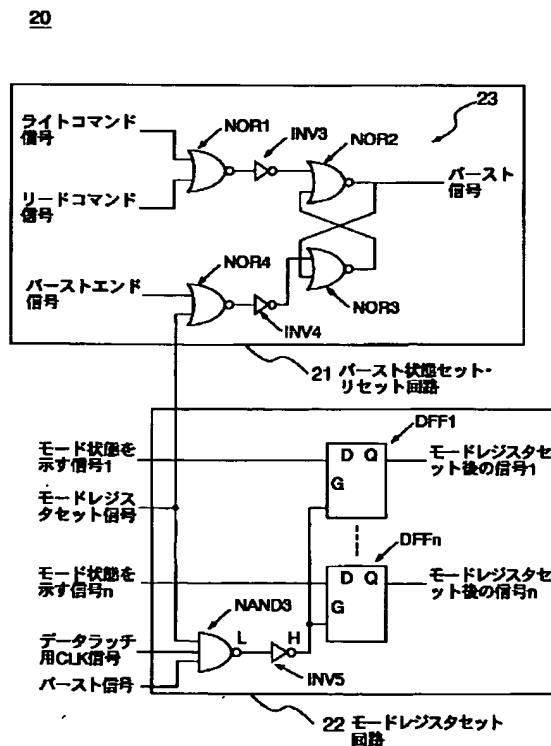 20
23
ライトコマンド
信号
NOR1
INV3
NOR2
バースト
信号
リードコマンド
信号
NOR4
バーストエンド
信号
NOR3
INV4
21 バースト状態セット・
リセット回路
DFF1
モード状態を
示す信号1
D Q
G
モードレジスタセ
ット後の信号1
モードレジス
タセット信号
DFFn
モード状態を
示す信号n
D Q
G
モードレジスタセ
ット後の信号n
NAND3
L
H
データラッチ
用CLK信号
INV5
バースト信号
22 モードレジスタセット
回路